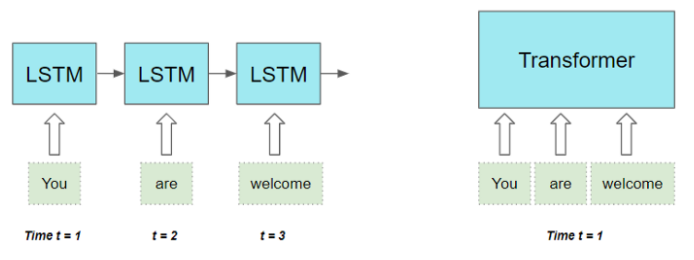 LSTM LSTM LSTM
You are welcome
Time t = 1 t = 2 t = 3
Transformer
You are welcome
Time t = 1